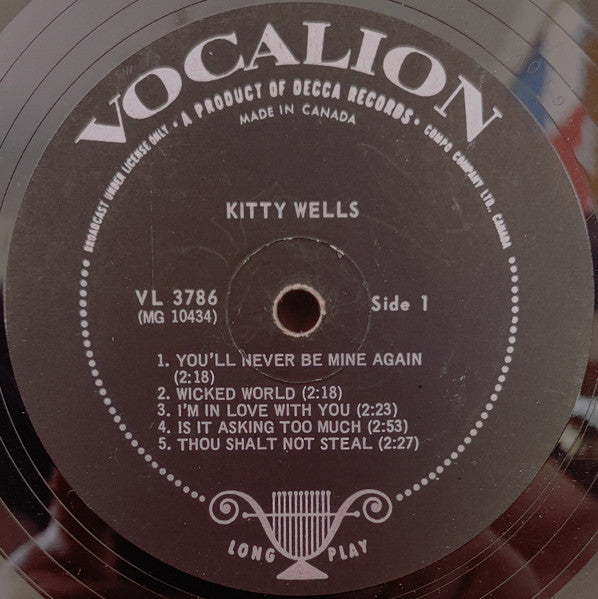 VOCALION
BROADCAST UNDER LICENSE ONLY • A PRODUCT OF DECCA RECORDS • COMPO COMPANY LTD., CANADA
MADE IN CANADA
KITTY WELLS
VL 3786
(MG 10434)
Side 1
1. YOU'LL NEVER BE MINE AGAIN
(2:18)
2. WICKED WORLD (2:18)
3. I'M IN LOVE WITH YOU (2:23)
4. IS IT ASKING TOO MUCH (2:53)
5. THOU SHALT NOT STEAL (2:27)
LONG PLAY